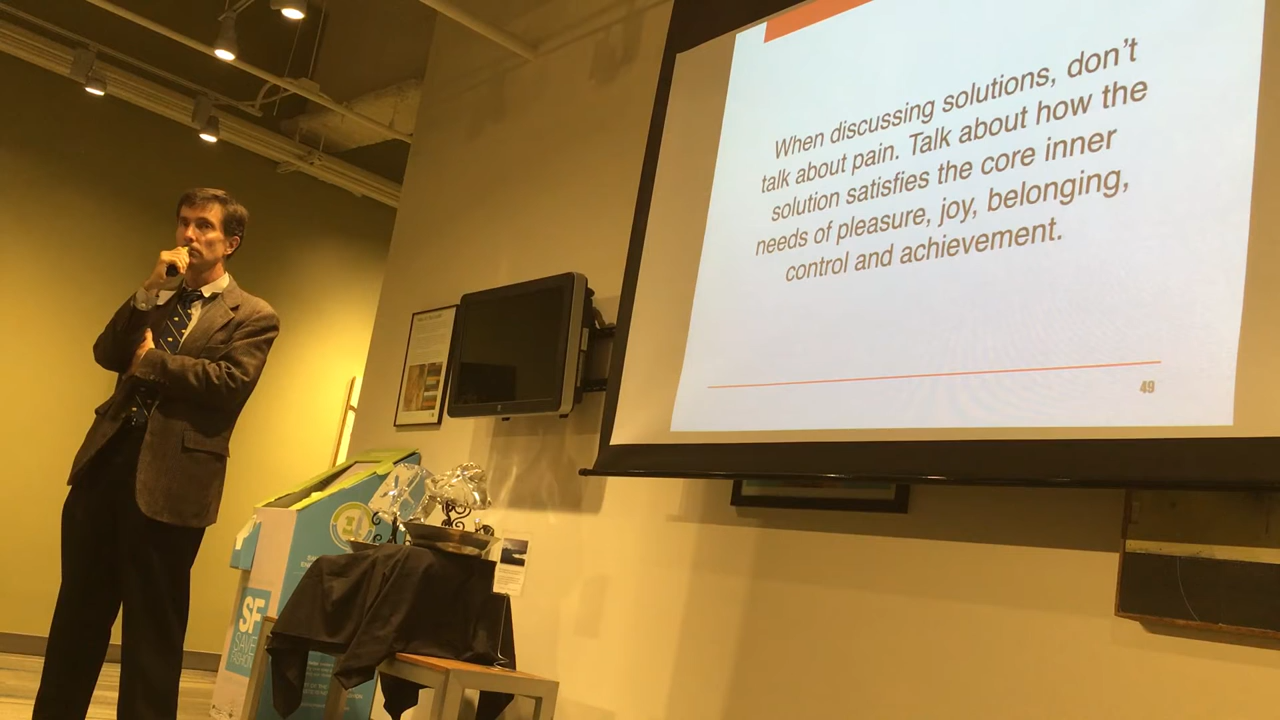 When discussing solutions, don't
talk about pain. Talk about how the
solution satisfies the core inner
needs of pleasure, joy, belonging,
control and achievement.
49
SF
SAVE
FASHION